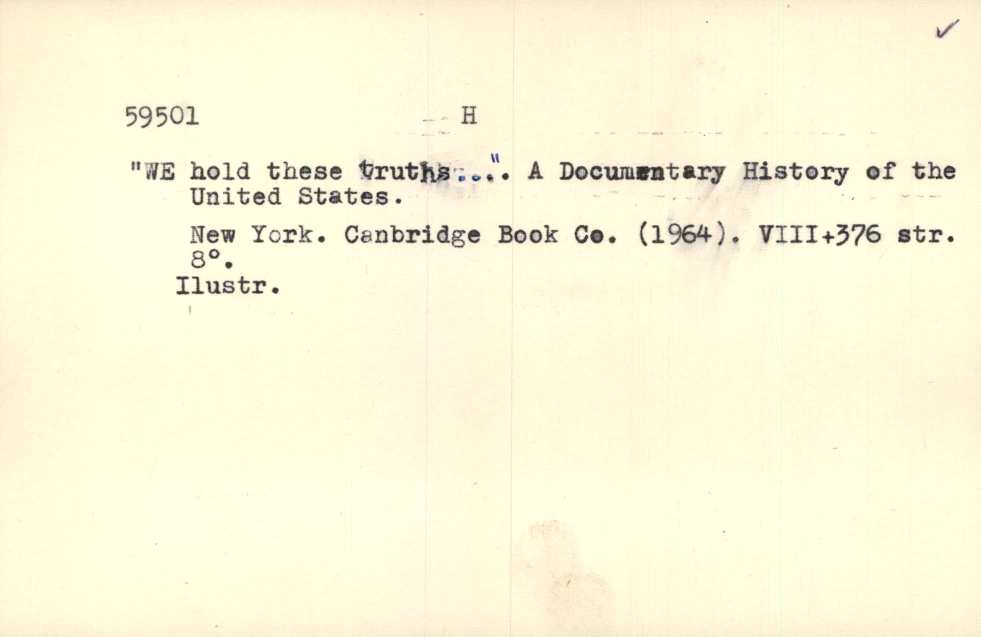 59501 H
"WE hold these truths...". A Documentary History of the
United States.
New York. Canbridge Book Co. (1964). VIII+376 str.
8°.
Ilustr.